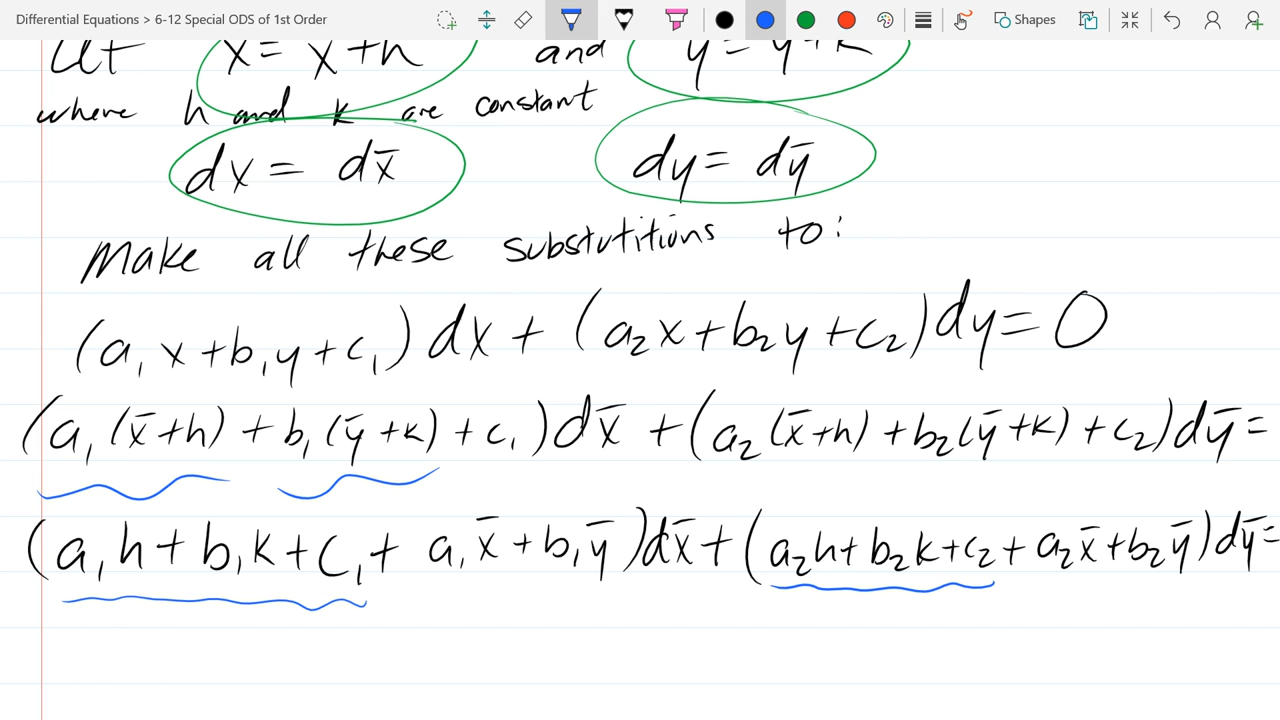 Differential Equations > 6-12 Special ODS of 1st Order
Shapes
Let x = x̄+h and y = ȳ+k
where h and k are constant
dx = dx̄ dy = dȳ
Make all these substutitions to:
(a₁x+b₁y+c₁)dx + (a₂x+b₂y+c₂)dy = 0
(a₁(x̄+h)+b₁(ȳ+k)+c₁)dx̄ + (a₂(x̄+h)+b₂(ȳ+k)+c₂)dȳ =
(a₁h+b₁k+c₁+a₁x̄+b₁ȳ)dx̄ + (a₂h+b₂k+c₂+a₂x̄+b₂ȳ)dȳ =